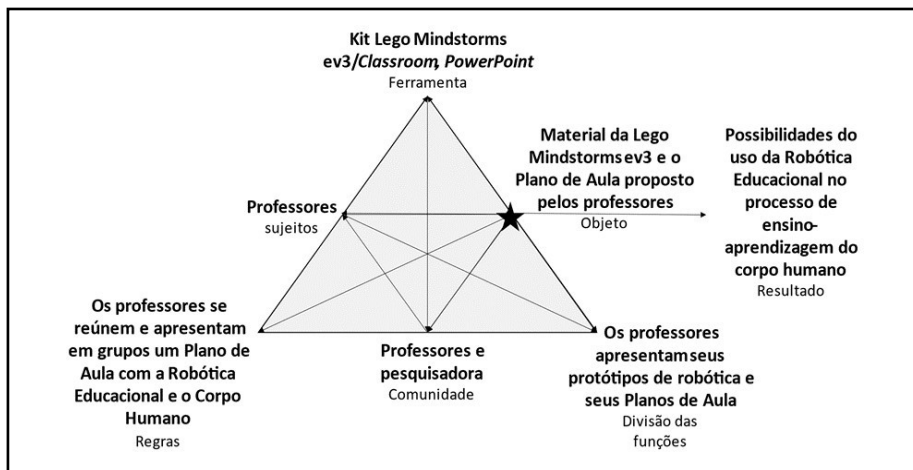 Kit Lego Mindstorms
ev3/Classroom, PowerPoint
Ferramenta
Material da Lego
Mindstorms ev3 e o
Plano de Aula proposto
pelos professores
Objeto
Possibilidades do
uso da Robótica
Educacional no
processo de
ensino-
aprendizagem do
corpo humano
Resultado
Professores
sujeitos
Os professores se
reúnem e apresentam
em grupos um Plano de
Aula com a Robótica
Educacional e o Corpo
Humano
Regras
Professores e
pesquisadora
Comunidade
Os professores
apresentam seus
protótipos de robótica e
seus Planos de Aula
Divisão das
funções